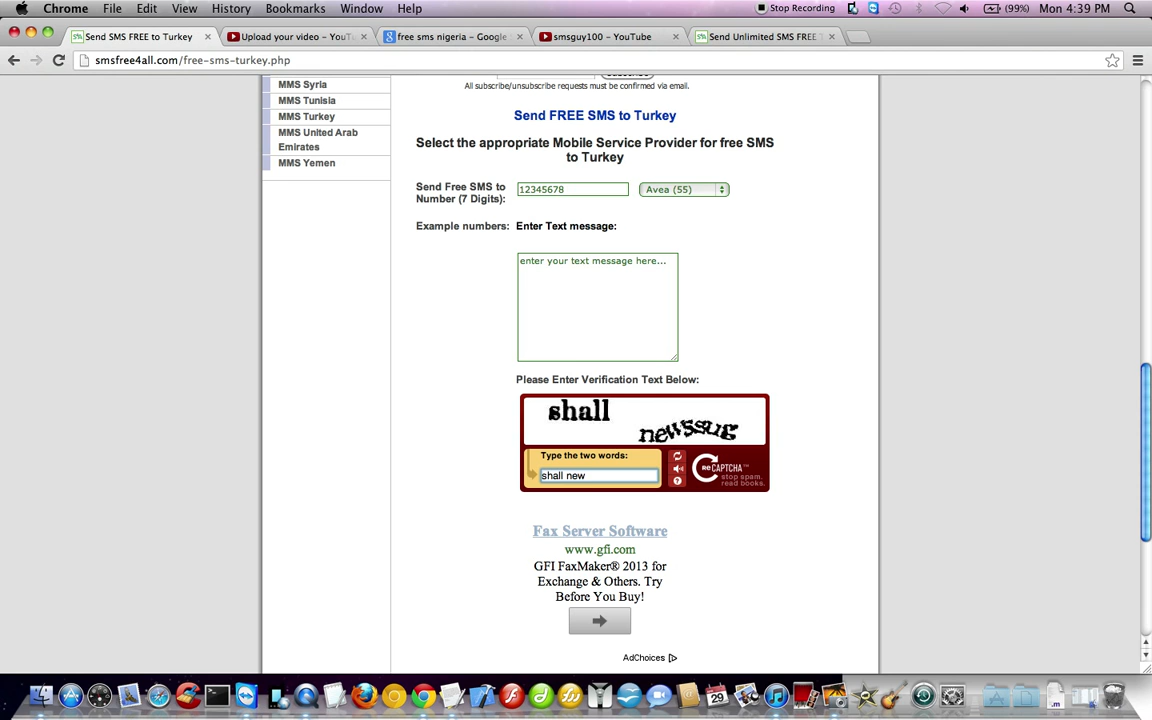 Chrome File Edit View History Bookmarks Window Help Stop Recording (99%) Mon 4:39 PM
Send SMS FREE to Turkey × Upload your video – YouT × free sms nigeria – Google × smsguy100 – YouTube × Send Unlimited SMS FREE T ×
smsfree4all.com/free-sms-turkey.php
MMS Syria
MMS Tunisia
MMS Turkey
MMS United Arab
Emirates
MMS Yemen
All subscribe/unsubscribe requests must be confirmed via email.
Send FREE SMS to Turkey
Select the appropriate Mobile Service Provider for free SMS
to Turkey
Send Free SMS to
Number (7 Digits):
12345678 Avea (55)
Example numbers: Enter Text message:
enter your text message here...
Please Enter Verification Text Below:
shall
newssug
Type the two words:
shall new
reCAPTCHA™
stop spam.
read books.
Fax Server Software
www.gfi.com
GFI FaxMaker® 2013 for
Exchange & Others. Try
Before You Buy!
AdChoices
29
.m